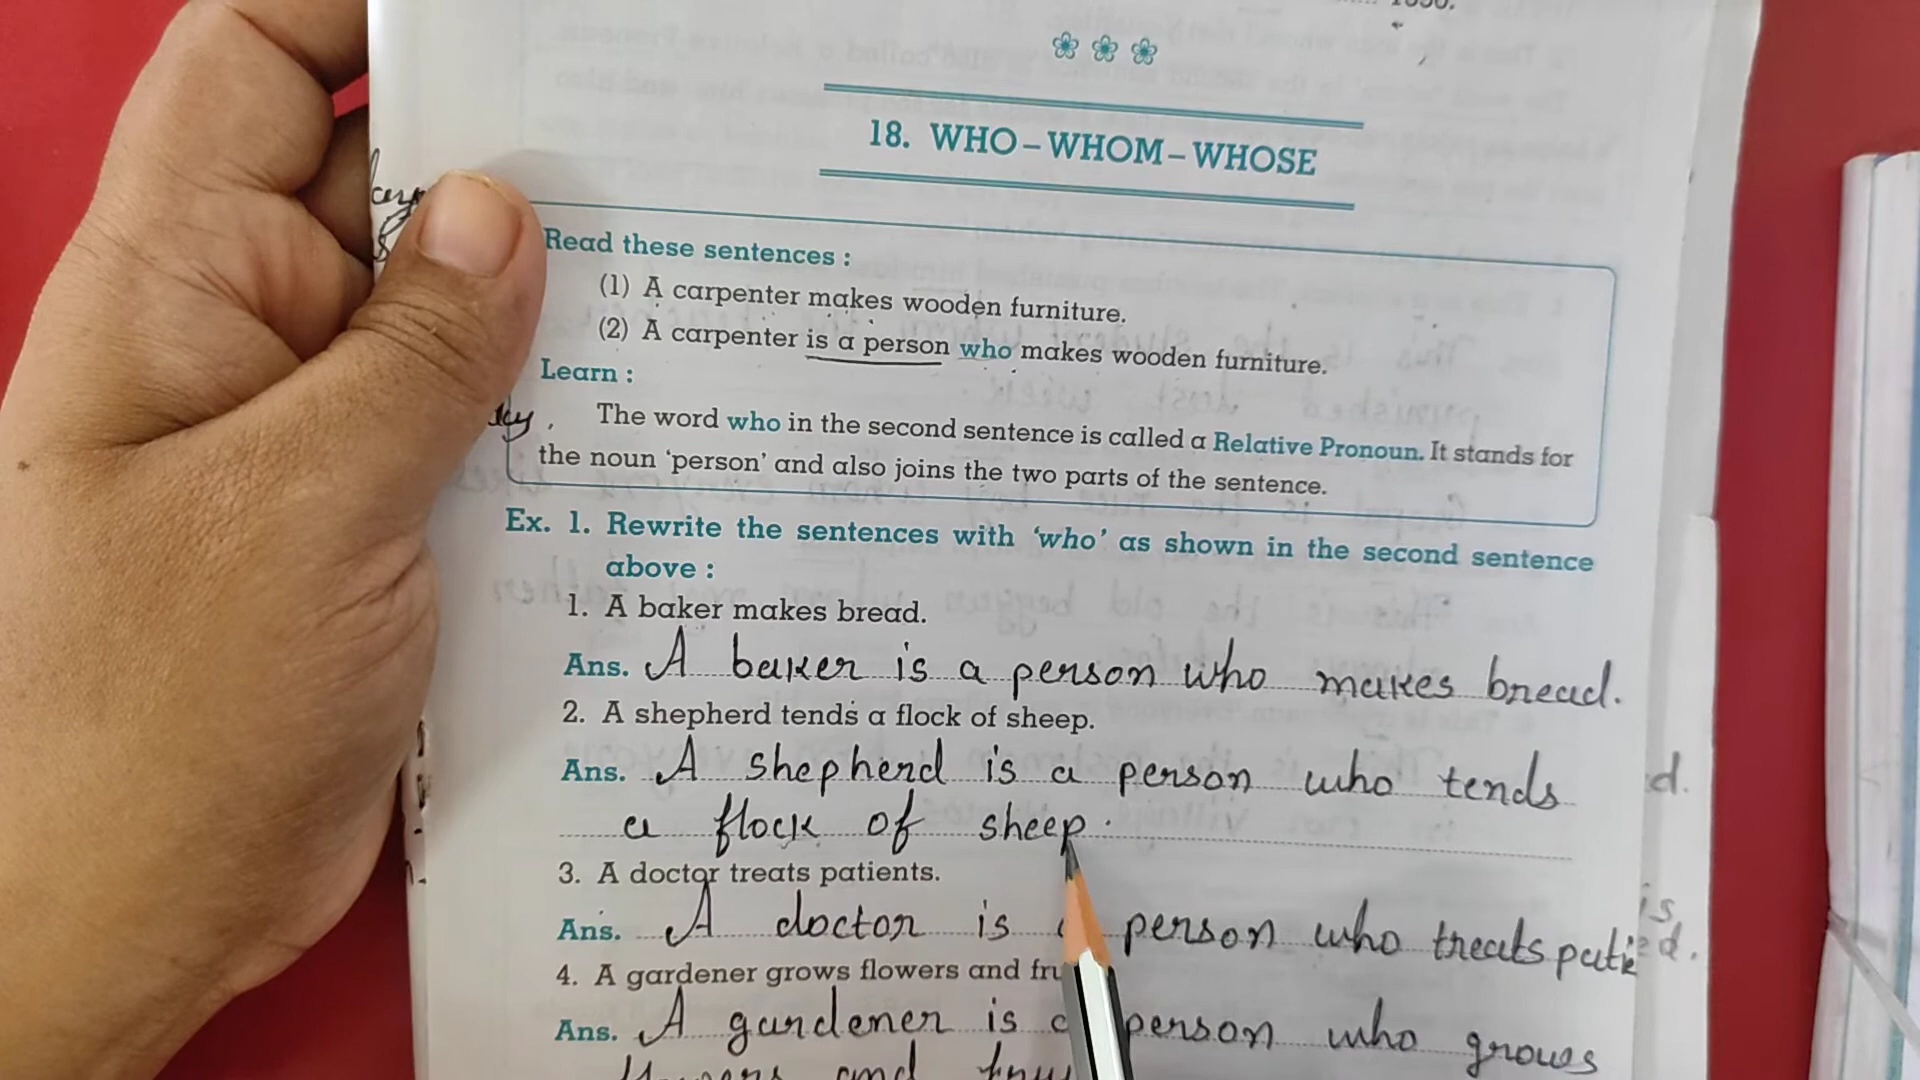 18. WHO – WHOM – WHOSE
Read these sentences :
(1) A carpenter makes wooden furniture.
(2) A carpenter is a person who makes wooden furniture.
Learn :
The word who in the second sentence is called a Relative Pronoun. It stands for
the noun 'person' and also joins the two parts of the sentence.
Ex. 1. Rewrite the sentences with 'who' as shown in the second sentence
above :
1. A baker makes bread.
Ans. A baker is a person who makes bread.
2. A shepherd tends a flock of sheep.
Ans. A shepherd is a person who tends
a flock of sheep.
3. A doctor treats patients.
Ans. A doctor is person who treats
4. A gardener grows flowers and
Ans. A gardener is person who grows
and